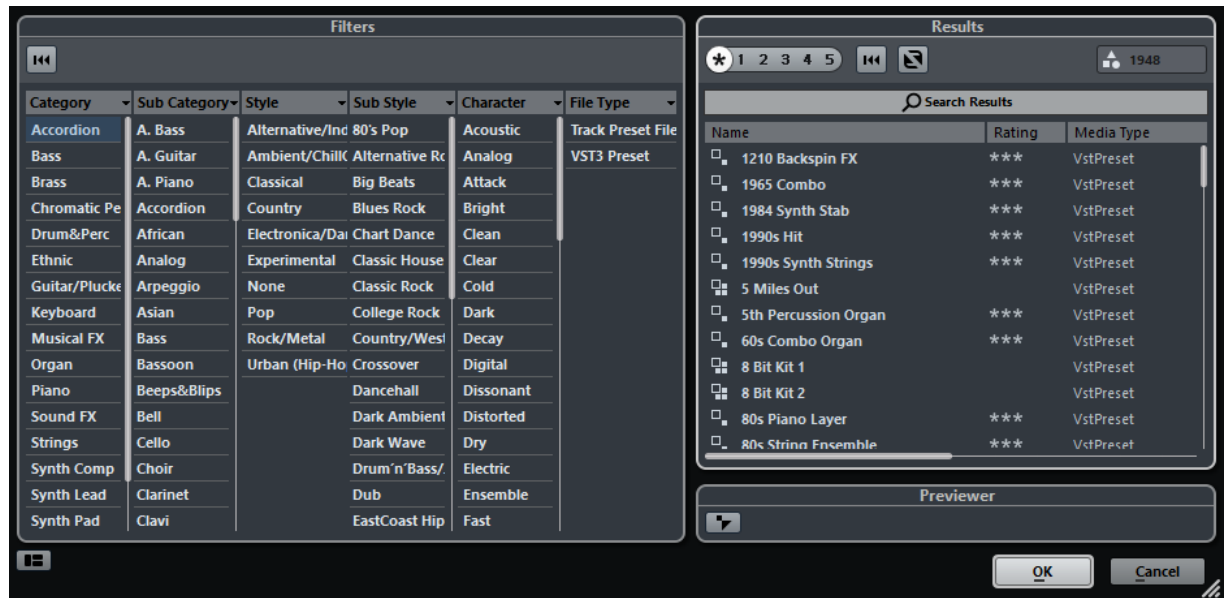 Filters
Category Sub Category Style Sub Style Character File Type
Accordion A. Bass Alternative/Ind 80's Pop Acoustic Track Preset File
Bass A. Guitar Ambient/Chill Alternative Ro Analog VST3 Preset
Brass A. Piano Classical Big Beats Attack
Chromatic Pe Accordion Country Blues Rock Bright
Drum&Perc African Electronica/Da Chart Dance Clean
Ethnic Analog Experimental Classic House Clear
Guitar/Plucke Arpeggio None Classic Rock Cold
Keyboard Asian Pop College Rock Dark
Musical FX Bass Rock/Metal Country/West Decay
Organ Bassoon Urban (Hip-Ho Crossover Digital
Piano Beeps&Blips Dancehall Dissonant
Sound FX Bell Dark Ambient Distorted
Strings Cello Dark Wave Dry
Synth Comp Choir Drum´n´Bass/ Electric
Synth Lead Clarinet Dub Ensemble
Synth Pad Clavi EastCoast Hip Fast
Results
* 1 2 3 4 5 1948
Search Results
Name Rating Media Type
1210 Backspin FX *** VstPreset
1965 Combo *** VstPreset
1984 Synth Stab *** VstPreset
1990s Hit *** VstPreset
1990s Synth Strings *** VstPreset
5 Miles Out VstPreset
5th Percussion Organ *** VstPreset
60s Combo Organ *** VstPreset
8 Bit Kit 1 VstPreset
8 Bit Kit 2 VstPreset
80s Piano Layer *** VstPreset
80s String Ensemble *** VstPreset
Previewer
OK Cancel